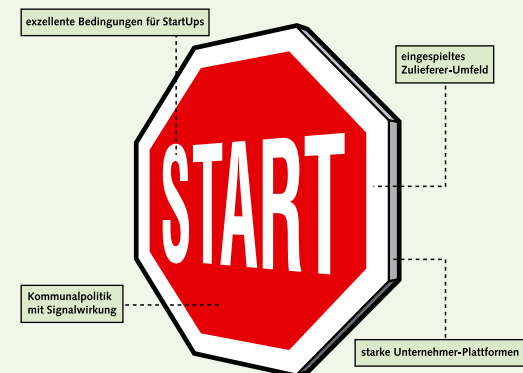 exzellente Bedingungen für StartUps
eingespieltes
Zulieferer-Umfeld
START
Kommunalpolitik
mit Signalwirkung
starke Unternehmer-Plattformen